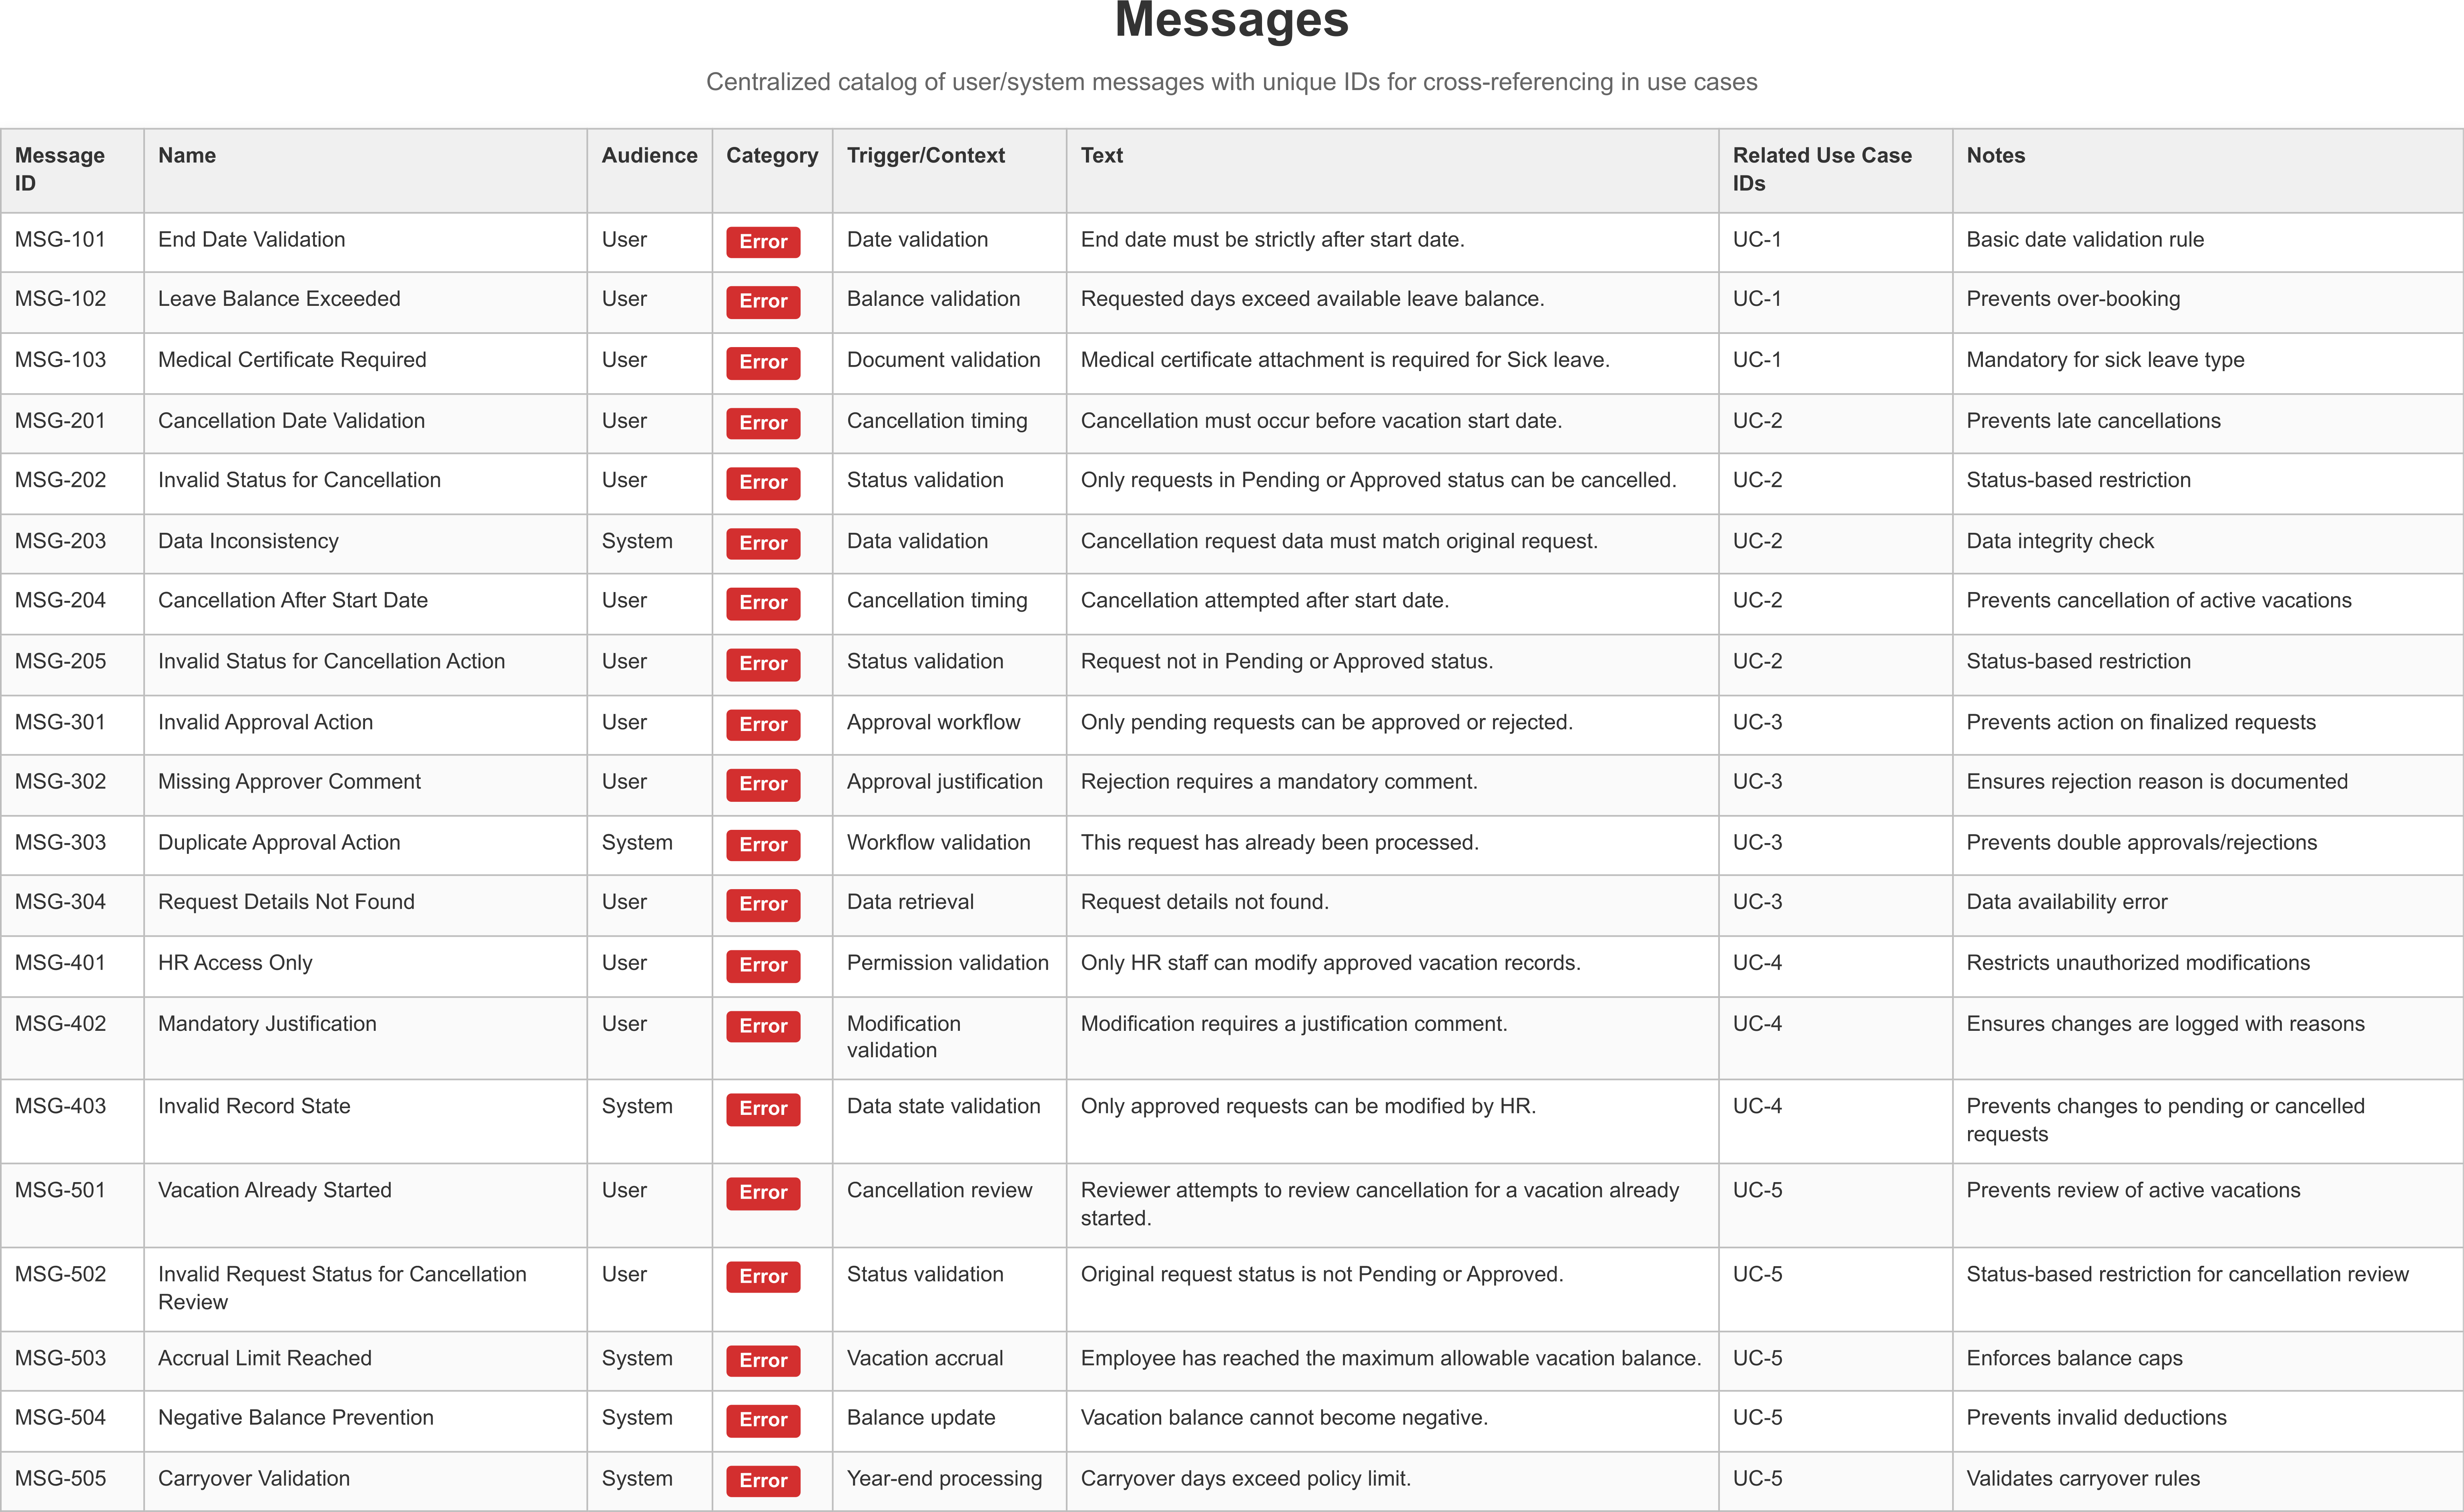 Messages
Centralized catalog of user/system messages with unique IDs for cross-referencing in use cases
Message ID | Name | Audience | Category | Trigger/Context | Text | Related Use Case IDs | Notes
MSG-101 | End Date Validation | User | Error | Date validation | End date must be strictly after start date. | UC-1 | Basic date validation rule
MSG-102 | Leave Balance Exceeded | User | Error | Balance validation | Requested days exceed available leave balance. | UC-1 | Prevents over-booking
MSG-103 | Medical Certificate Required | User | Error | Document validation | Medical certificate attachment is required for Sick leave. | UC-1 | Mandatory for sick leave type
MSG-201 | Cancellation Date Validation | User | Error | Cancellation timing | Cancellation must occur before vacation start date. | UC-2 | Prevents late cancellations
MSG-202 | Invalid Status for Cancellation | User | Error | Status validation | Only requests in Pending or Approved status can be cancelled. | UC-2 | Status-based restriction
MSG-203 | Data Inconsistency | System | Error | Data validation | Cancellation request data must match original request. | UC-2 | Data integrity check
MSG-204 | Cancellation After Start Date | User | Error | Cancellation timing | Cancellation attempted after start date. | UC-2 | Prevents cancellation of active vacations
MSG-205 | Invalid Status for Cancellation Action | User | Error | Status validation | Request not in Pending or Approved status. | UC-2 | Status-based restriction
MSG-301 | Invalid Approval Action | User | Error | Approval workflow | Only pending requests can be approved or rejected. | UC-3 | Prevents action on finalized requests
MSG-302 | Missing Approver Comment | User | Error | Approval justification | Rejection requires a mandatory comment. | UC-3 | Ensures rejection reason is documented
MSG-303 | Duplicate Approval Action | System | Error | Workflow validation | This request has already been processed. | UC-3 | Prevents double approvals/rejections
MSG-304 | Request Details Not Found | User | Error | Data retrieval | Request details not found. | UC-3 | Data availability error
MSG-401 | HR Access Only | User | Error | Permission validation | Only HR staff can modify approved vacation records. | UC-4 | Restricts unauthorized modifications
MSG-402 | Mandatory Justification | User | Error | Modification validation | Modification requires a justification comment. | UC-4 | Ensures changes are logged with reasons
MSG-403 | Invalid Record State | System | Error | Data state validation | Only approved requests can be modified by HR. | UC-4 | Prevents changes to pending or cancelled requests
MSG-501 | Vacation Already Started | User | Error | Cancellation review | Reviewer attempts to review cancellation for a vacation already started. | UC-5 | Prevents review of active vacations
MSG-502 | Invalid Request Status for Cancellation Review | User | Error | Status validation | Original request status is not Pending or Approved. | UC-5 | Status-based restriction for cancellation review
MSG-503 | Accrual Limit Reached | System | Error | Vacation accrual | Employee has reached the maximum allowable vacation balance. | UC-5 | Enforces balance caps
MSG-504 | Negative Balance Prevention | System | Error | Balance update | Vacation balance cannot become negative. | UC-5 | Prevents invalid deductions
MSG-505 | Carryover Validation | System | Error | Year-end processing | Carryover days exceed policy limit. | UC-5 | Validates carryover rules